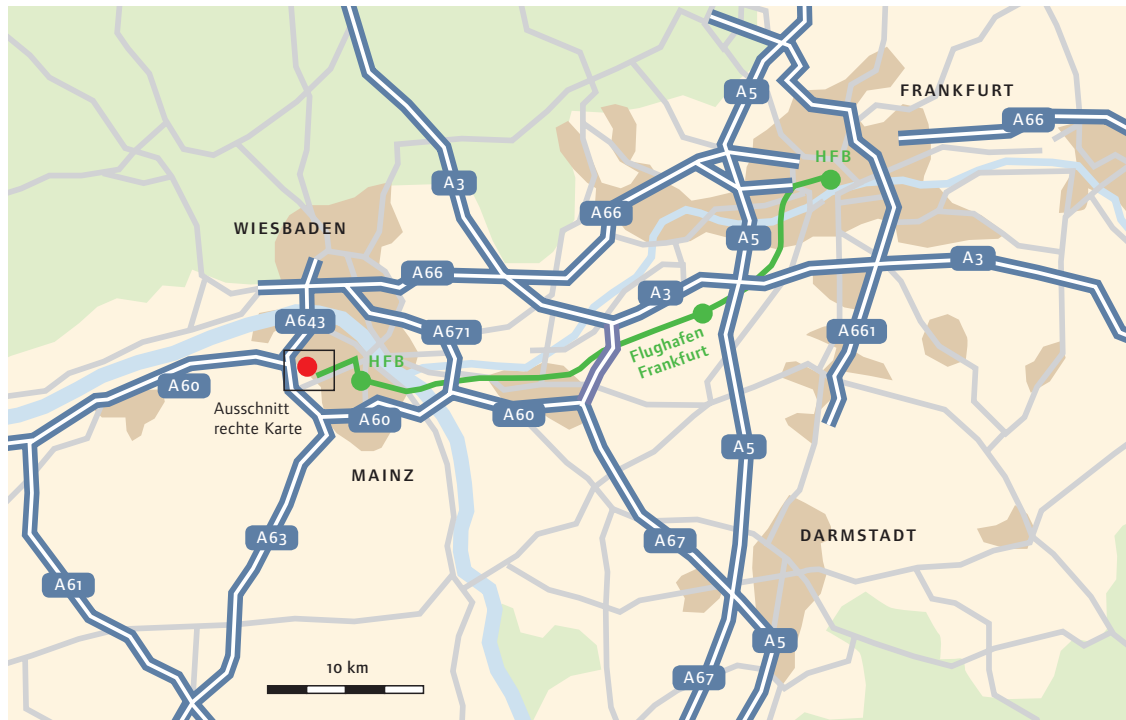 A5
FRANKFURT
A66
HFB
A3
A66
WIESBADEN
A5
A66
A3
A3
A643
A671
A661
Flughafen
Frankfurt
HFB
A60
Ausschnitt
rechte Karte
A60
A60
A5
MAINZ
A63
A67
DARMSTADT
A61
A5
10 km
A67